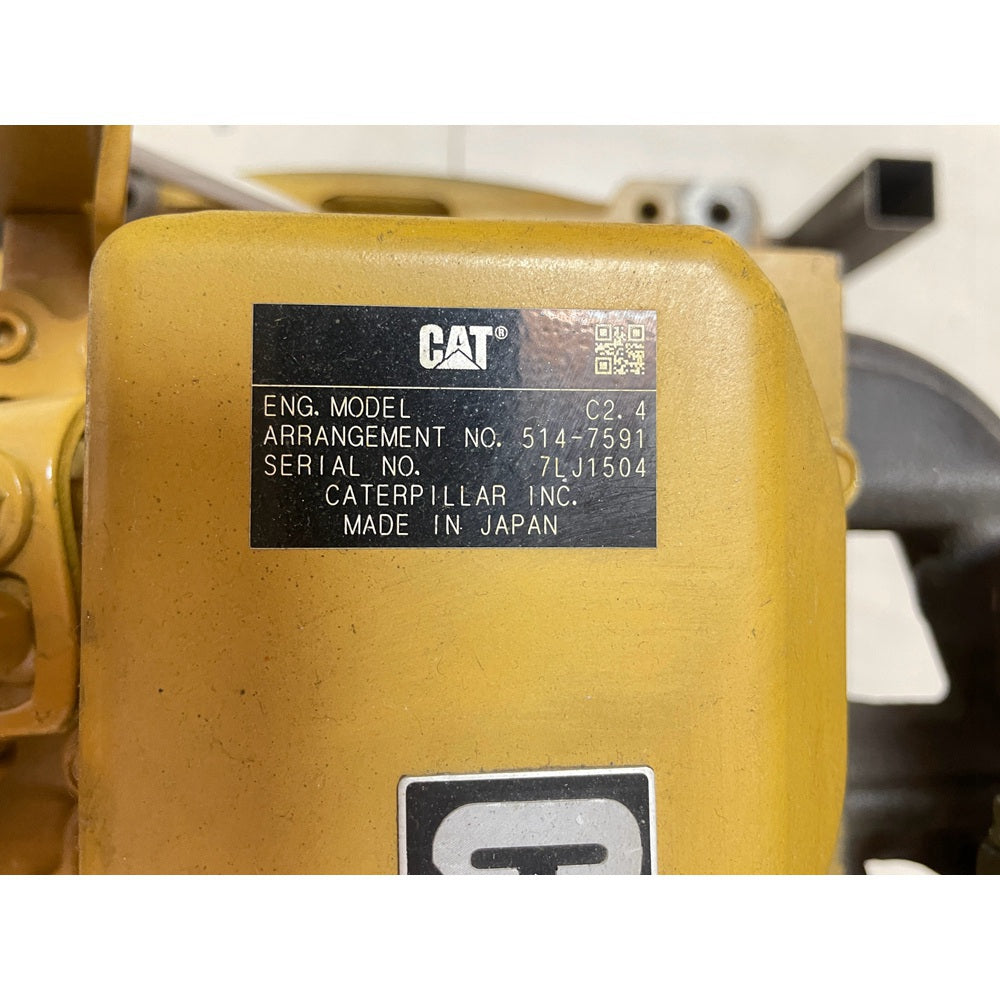 CAT®
ENG. MODEL C2.4
ARRANGEMENT NO. 514-7591
SERIAL NO. 7LJ1504
CATERPILLAR INC.
MADE IN JAPAN